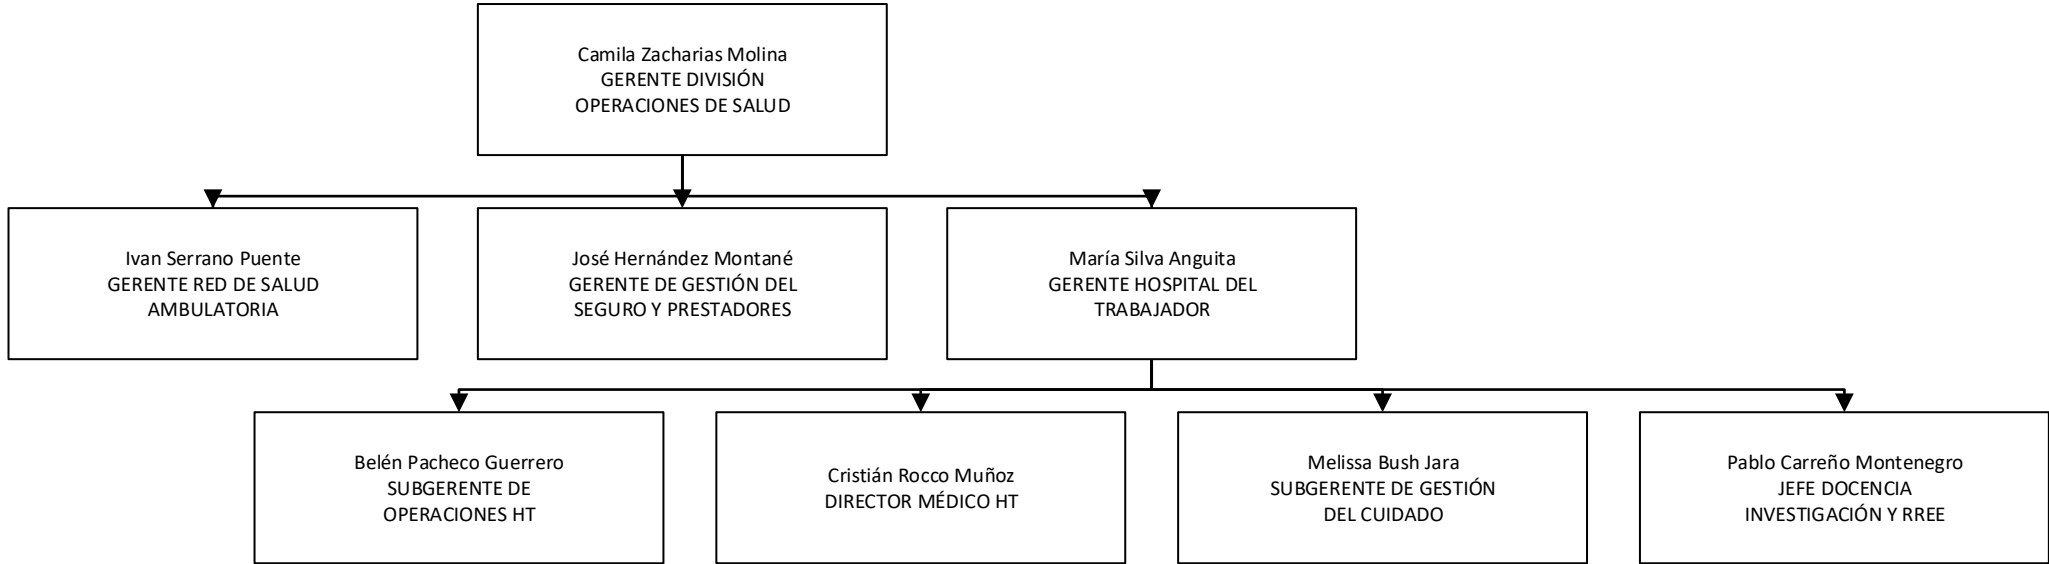 Camila Zacharias Molina
GERENTE DIVISIÓN
OPERACIONES DE SALUD
Ivan Serrano Puente
GERENTE RED DE SALUD
AMBULATORIA
José Hernández Montané
GERENTE DE GESTIÓN DEL
SEGURO Y PRESTADORES
María Silva Anguita
GERENTE HOSPITAL DEL
TRABAJADOR
Belén Pacheco Guerrero
SUBGERENTE DE
OPERACIONES HT
Cristián Rocco Muñoz
DIRECTOR MÉDICO HT
Melissa Bush Jara
SUBGERENTE DE GESTIÓN
DEL CUIDADO
Pablo Carreño Montenegro
JEFE DOCENCIA
INVESTIGACIÓN Y RREE